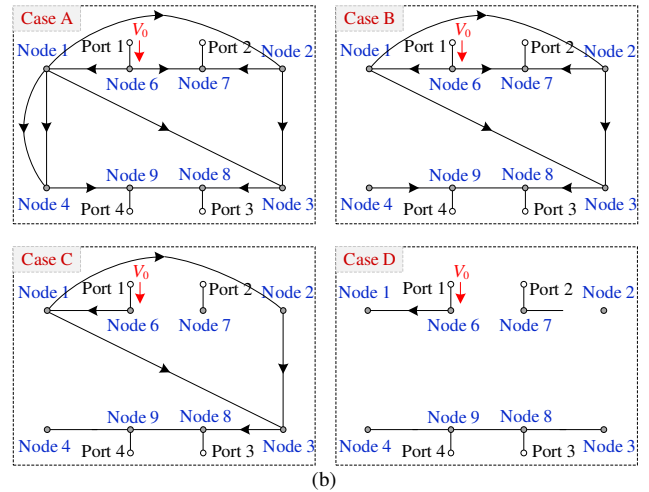 Case A
V0
Node 1
Port 1
Port 2
Node 2
Node 6
Node 7
Node 9
Node 8
Node 4
Port 4
Port 3
Node 3
Case B
V0
Node 1
Port 1
Port 2
Node 2
Node 6
Node 7
Node 9
Node 8
Node 4
Port 4
Port 3
Node 3
Case C
V0
Node 1
Port 1
Port 2
Node 2
Node 6
Node 7
Node 9
Node 8
Node 4
Port 4
Port 3
Node 3
Case D
V0
Node 1
Port 1
Port 2
Node 2
Node 6
Node 7
Node 9
Node 8
Node 4
Port 4
Port 3
Node 3
(b)